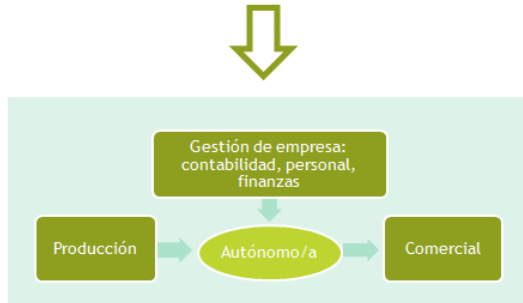 Gestión de empresa:
contabilidad, personal,
finanzas
Producción
Autónomo/a
Comercial